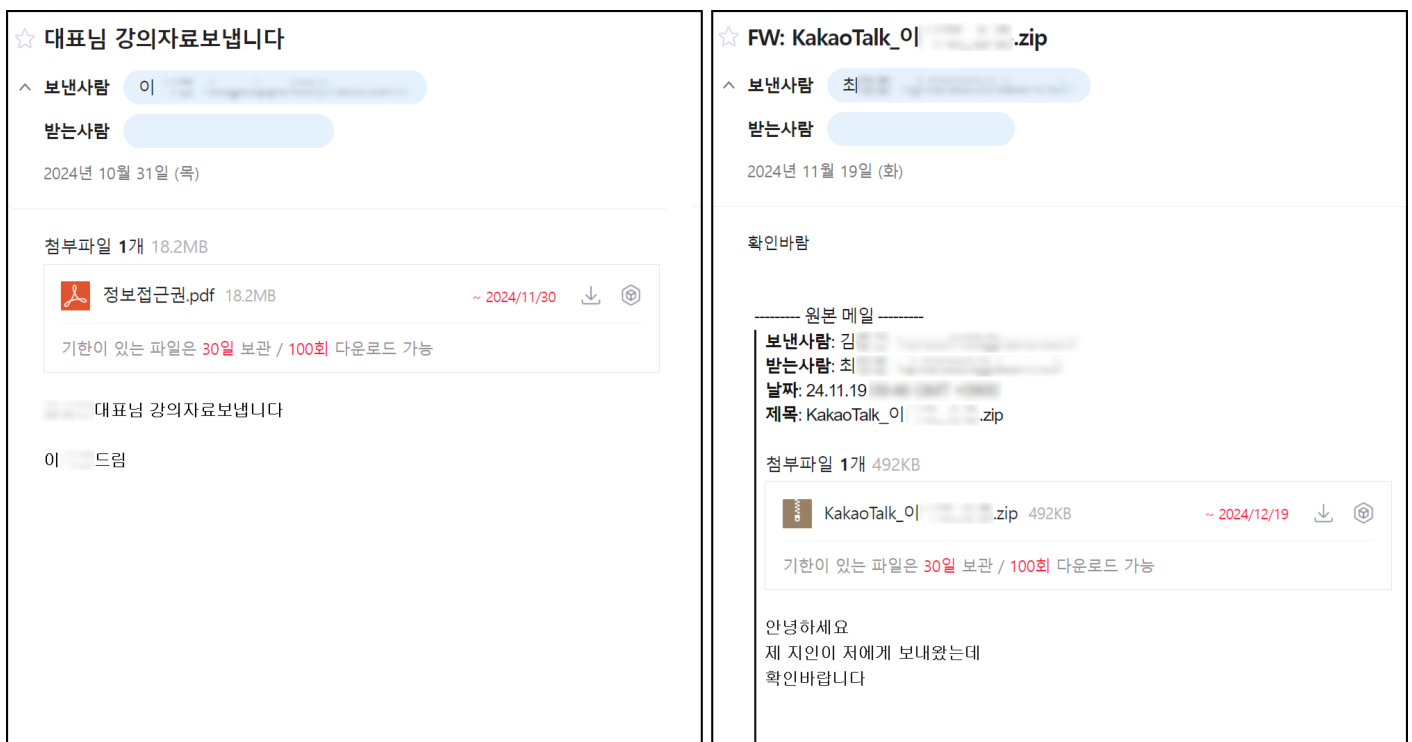 대표님 강의자료보냅니다
보낸사람 이
받는사람
2024년 10월 31일 (목)
첨부파일 1개 18.2MB
정보접근권.pdf 18.2MB ~ 2024/11/30
기한이 있는 파일은 30일 보관 / 100회 다운로드 가능
대표님 강의자료보냅니다
이 드림
FW: KakaoTalk_이 .zip
보낸사람 최
받는사람
2024년 11월 19일 (화)
확인바람
--------- 원본 메일 ---------
보낸사람: 김
받는사람: 최
날짜: 24.11.19
제목: KakaoTalk_이 .zip
첨부파일 1개 492KB
KakaoTalk_이 .zip 492KB ~ 2024/12/19
기한이 있는 파일은 30일 보관 / 100회 다운로드 가능
안녕하세요
제 지인이 저에게 보내왔는데
확인바랍니다